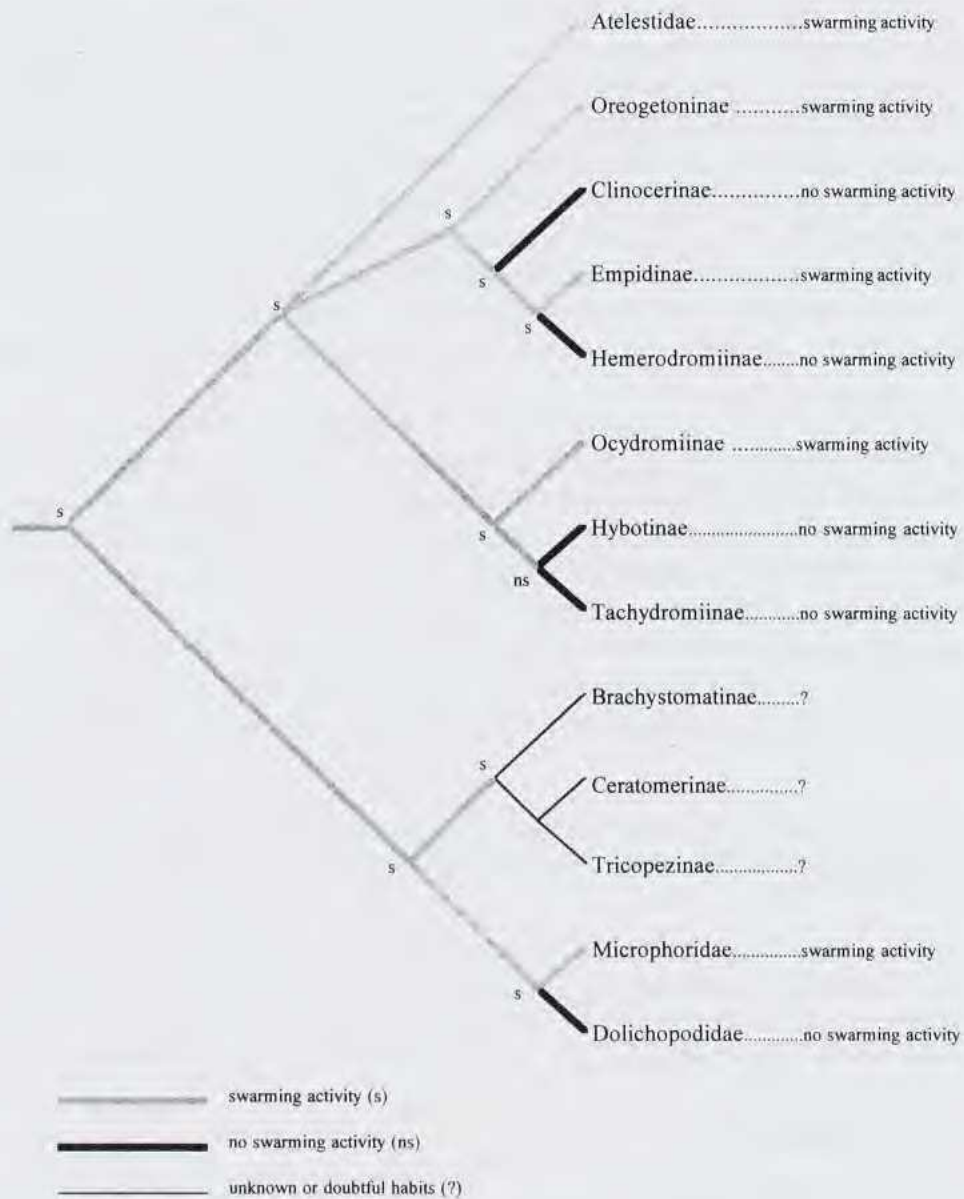 Atelestidae..................swarming activity
Oreogetoninae ...........swarming activity
Clinocerinae...............no swarming activity
s
Empidinae..................swarming activity
s
s
s
Hemerodromiinae........no swarming activity
Ocydromiinae ............swarming activity
s
Hybotinae.......................no swarming activity
s
ns
Tachydromiinae............no swarming activity
Brachystomatinae.........?
s
Ceratomerinae...............?
s
Tricopezinae..................?
Microphoridae..............swarming activity
s
Dolichopodidae............no swarming activity
swarming activity (s)
no swarming activity (ns)
unknown or doubtful habits (?)